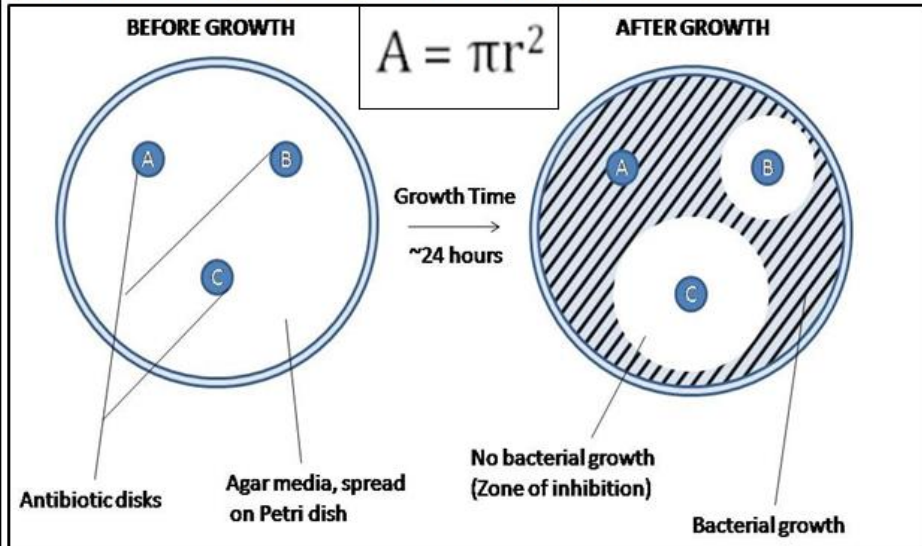 BEFORE GROWTH
A = πr²
AFTER GROWTH
A
B
C
Growth Time
~24 hours
A
B
C
Antibiotic disks
Agar media, spread
on Petri dish
No bacterial growth
(Zone of inhibition)
Bacterial growth